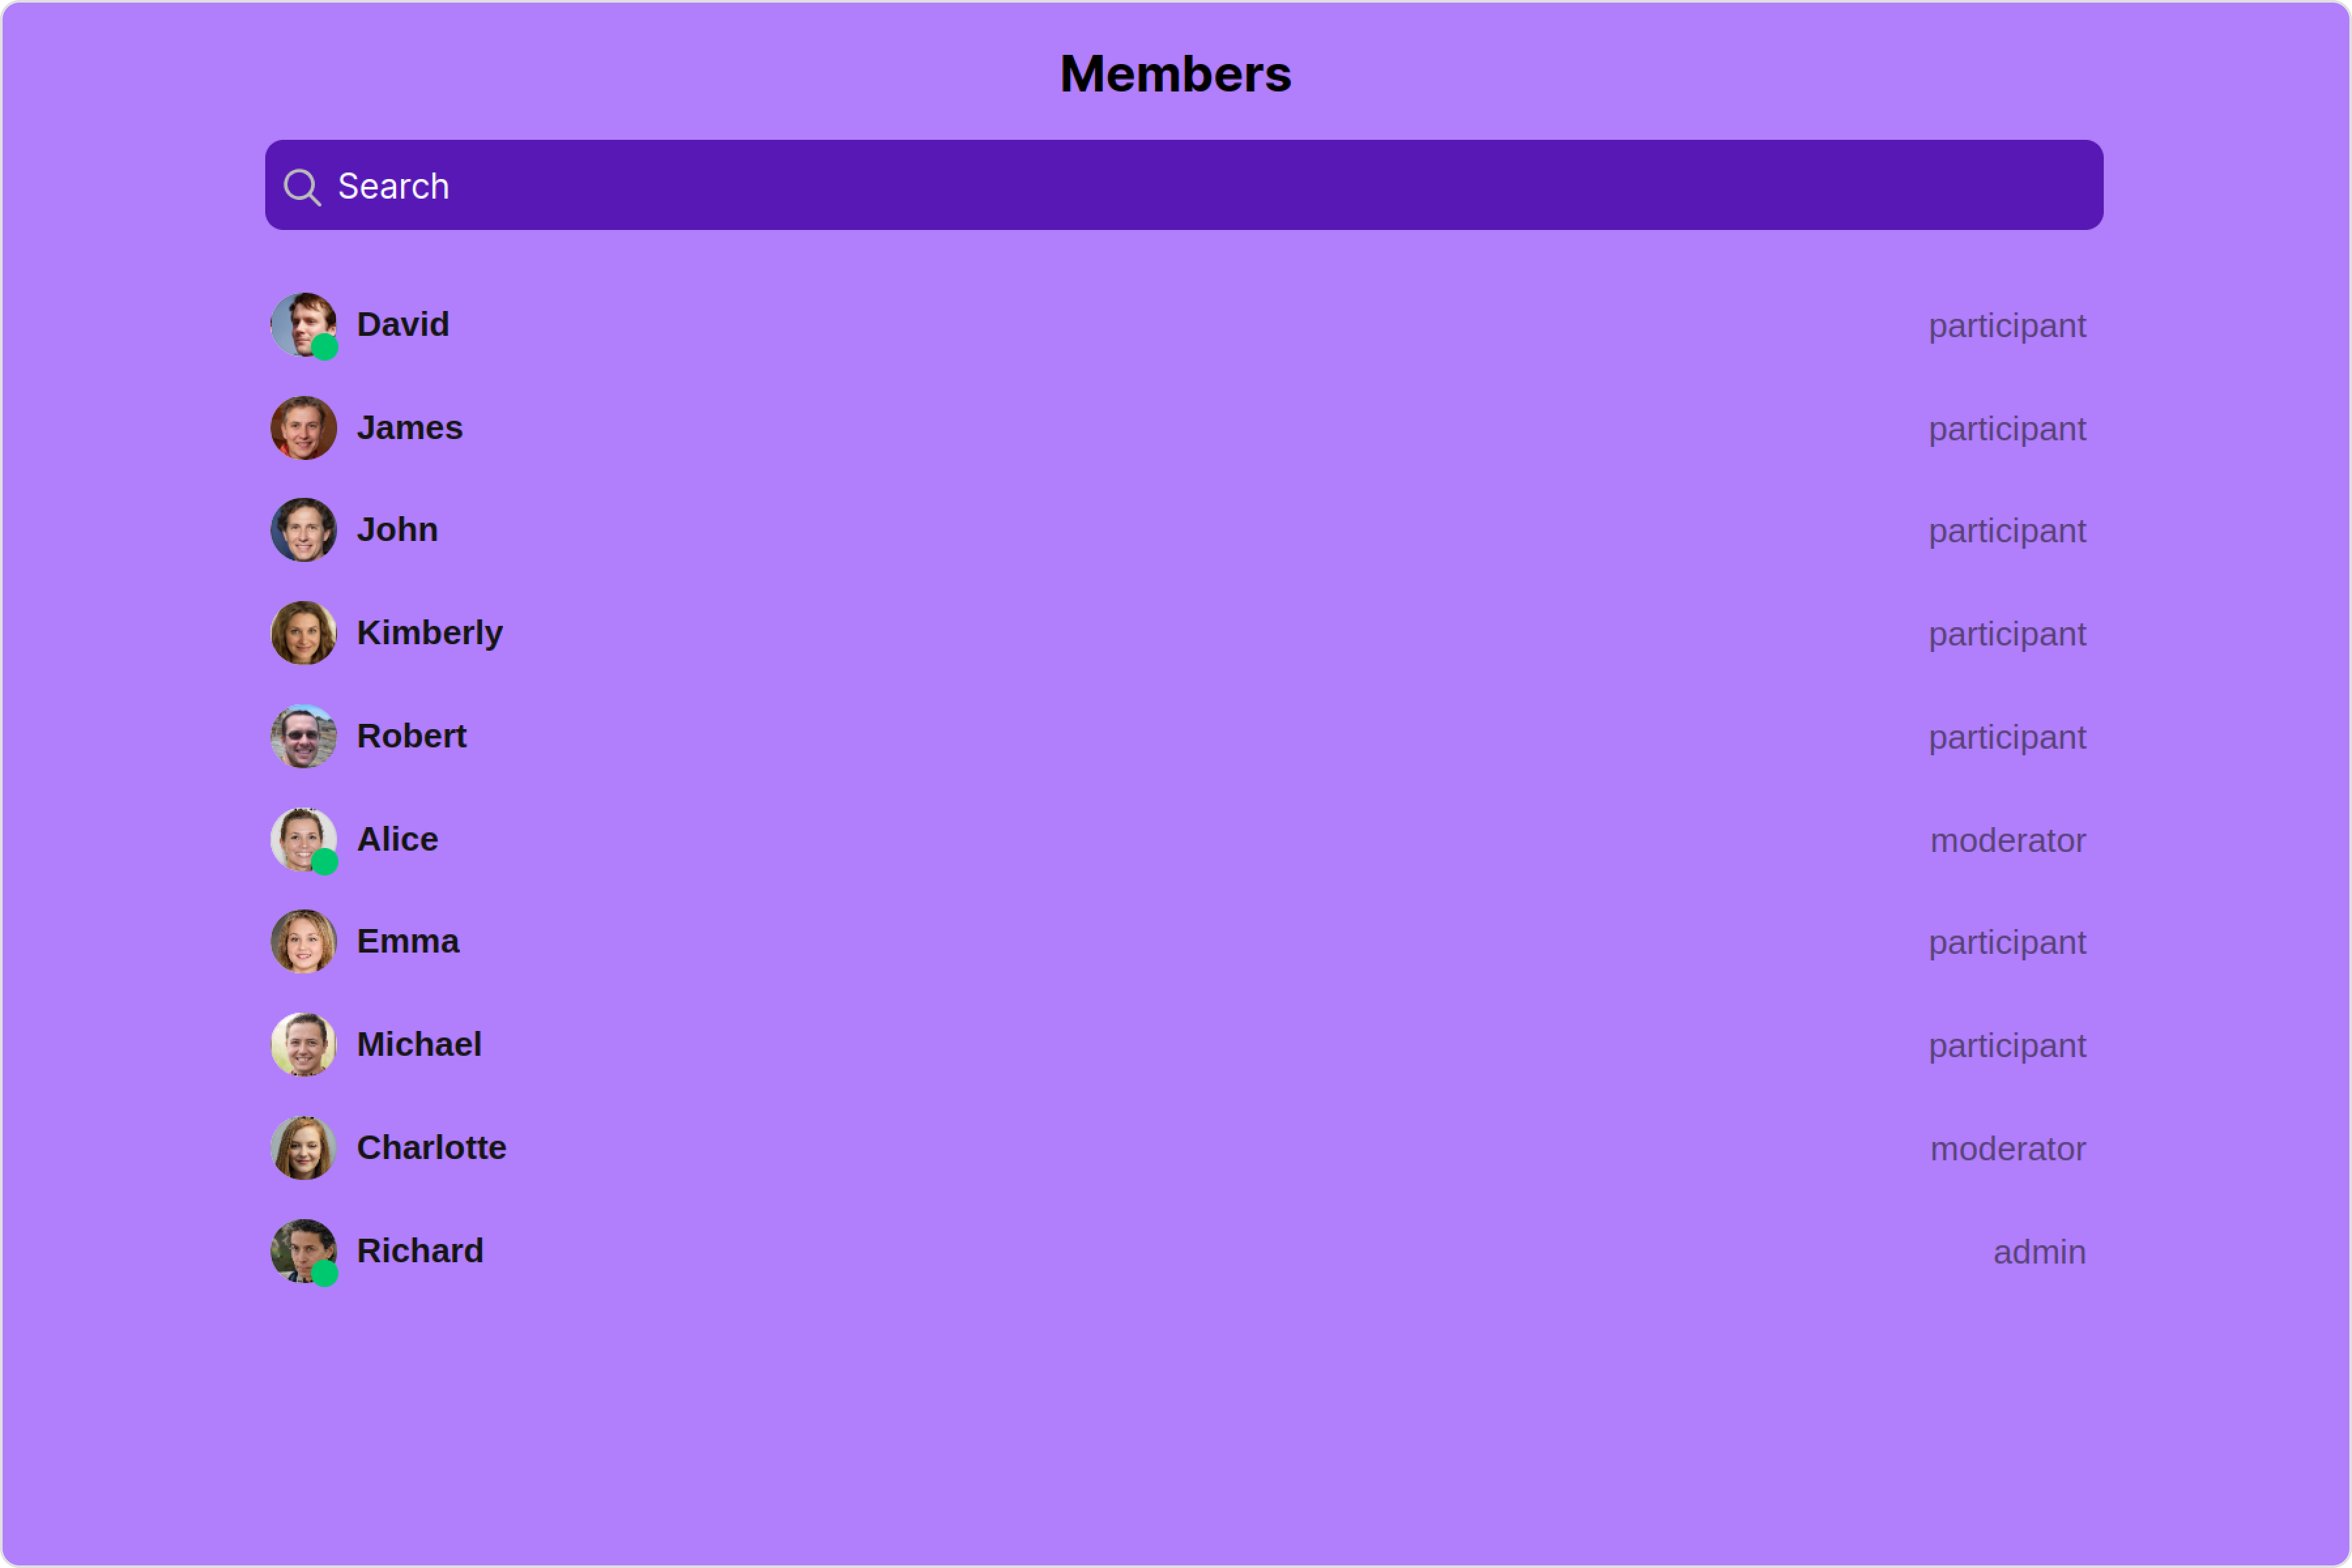 Members
Search
David participant
James participant
John participant
Kimberly participant
Robert participant
Alice moderator
Emma participant
Michael participant
Charlotte moderator
Richard admin